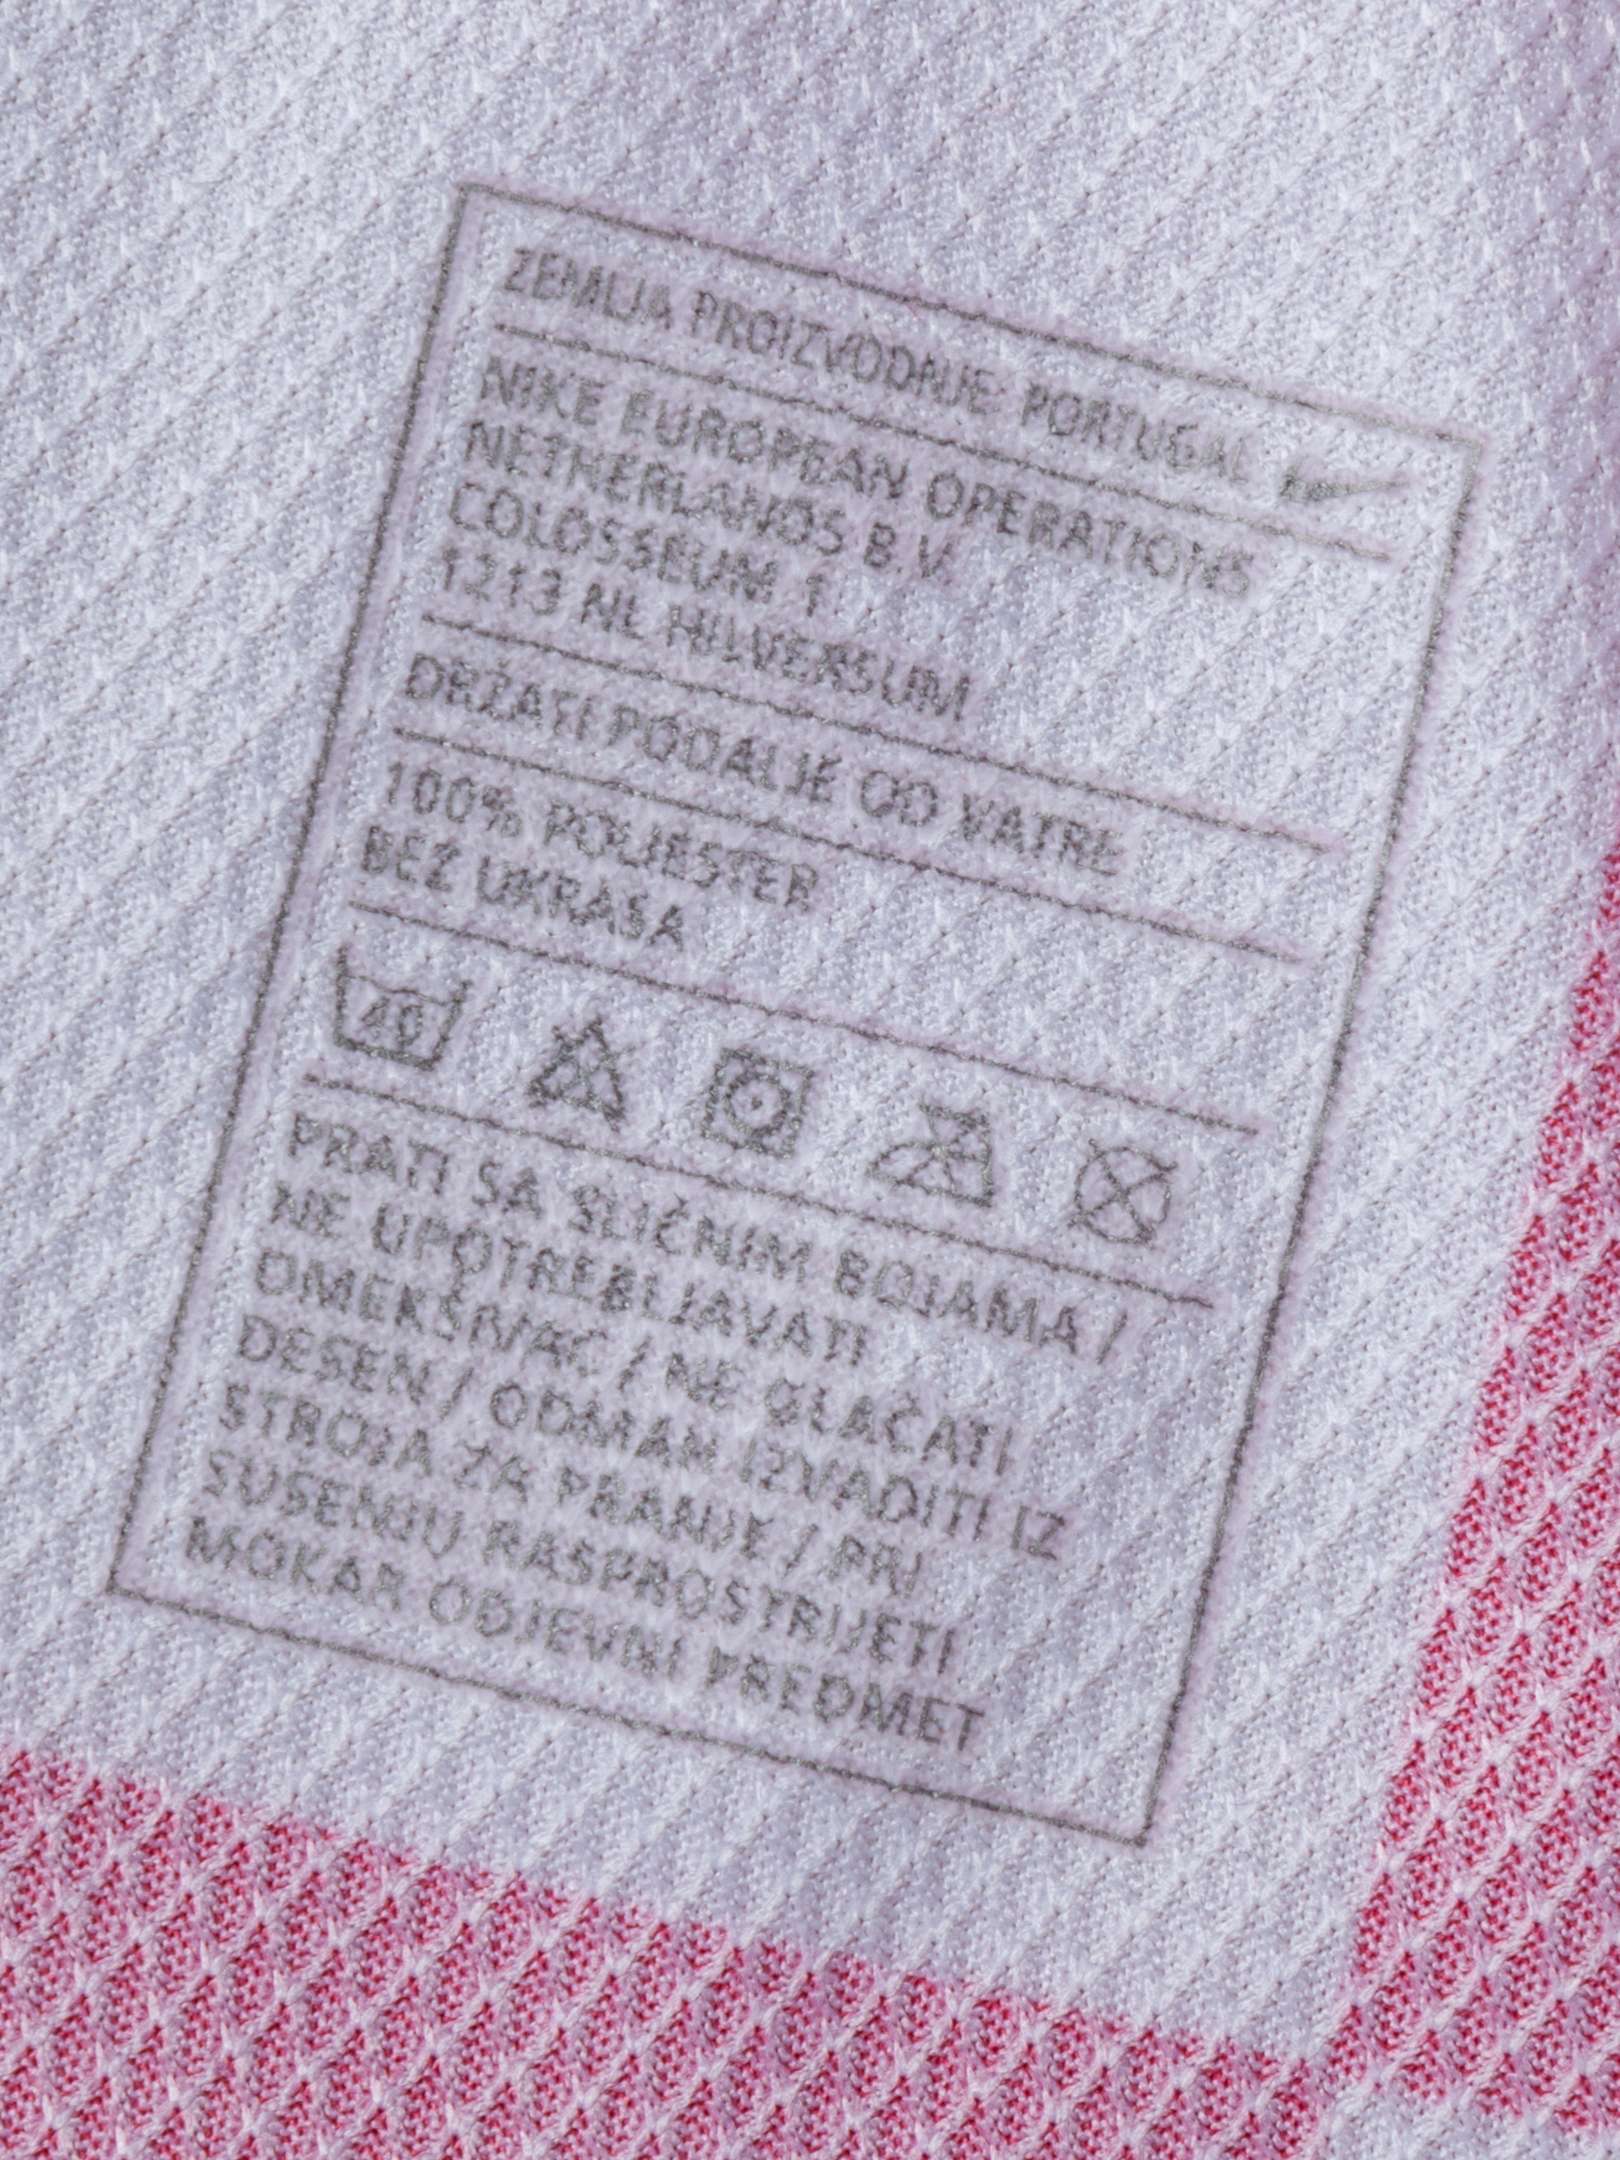 ZEMLJA PROIZVODNJE: PORTUGAL
NIKE EUROPEAN OPERATIONS
NETHERLANDS B.V.
COLOSSEUM 1
1213 NL HILVERSUM
DRŽATI PODALJE OD VATRE
100% POLIJESTER
BEZ UKRASA
40
PRATI SA SLIČNIM BOJAMA /
NE UPOTREBLJAVATI
OMEKŠIVAČ / NE GLAČATI
DESEN / ODMAH IZVADITI IZ
STROJA ZA PRANJE / PRI
SUŠENJU RASPROSTRIJETI
MOKAR ODJEVNI PREDMET